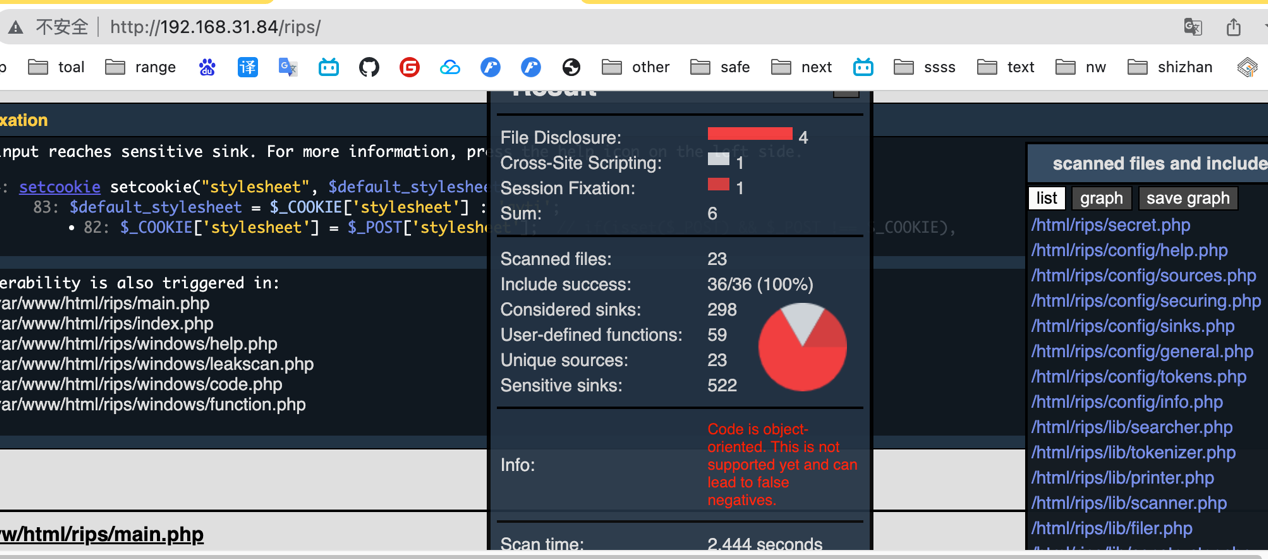 不安全 http://192.168.31.84/rips/
toal range 译 other safe next ssss text nw shizhan
Result
File Disclosure: 4
Cross-Site Scripting: 1
Session Fixation: 1
Sum: 6
Scanned files: 23
Include success: 36/36 (100%)
Considered sinks: 298
User-defined functions: 59
Unique sources: 23
Sensitive sinks: 522
Info: Code is object-
oriented. This is not
supported yet and can
lead to false
negatives.
Scan time: 2.444 seconds
xation
nput reaches sensitive sink. For more information, press the help icon on the left side.
: setcookie setcookie("stylesheet", $default_styleshee
83: $default_stylesheet = $_COOKIE['stylesheet'] :
• 82: $_COOKIE['stylesheet'] = $_POST['stylesheet']; _COOKIE),
erability is also triggered in:
ar/www/html/rips/main.php
ar/www/html/rips/index.php
ar/www/html/rips/windows/help.php
ar/www/html/rips/windows/leakscan.php
ar/www/html/rips/windows/code.php
ar/www/html/rips/windows/function.php
w/html/rips/main.php
scanned files and include
list graph save graph
/html/rips/secret.php
/html/rips/config/help.php
/html/rips/config/sources.php
/html/rips/config/securing.php
/html/rips/config/sinks.php
/html/rips/config/general.php
/html/rips/config/tokens.php
/html/rips/config/info.php
/html/rips/lib/searcher.php
/html/rips/lib/tokenizer.php
/html/rips/lib/printer.php
/html/rips/lib/scanner.php
/html/rips/lib/filer.php